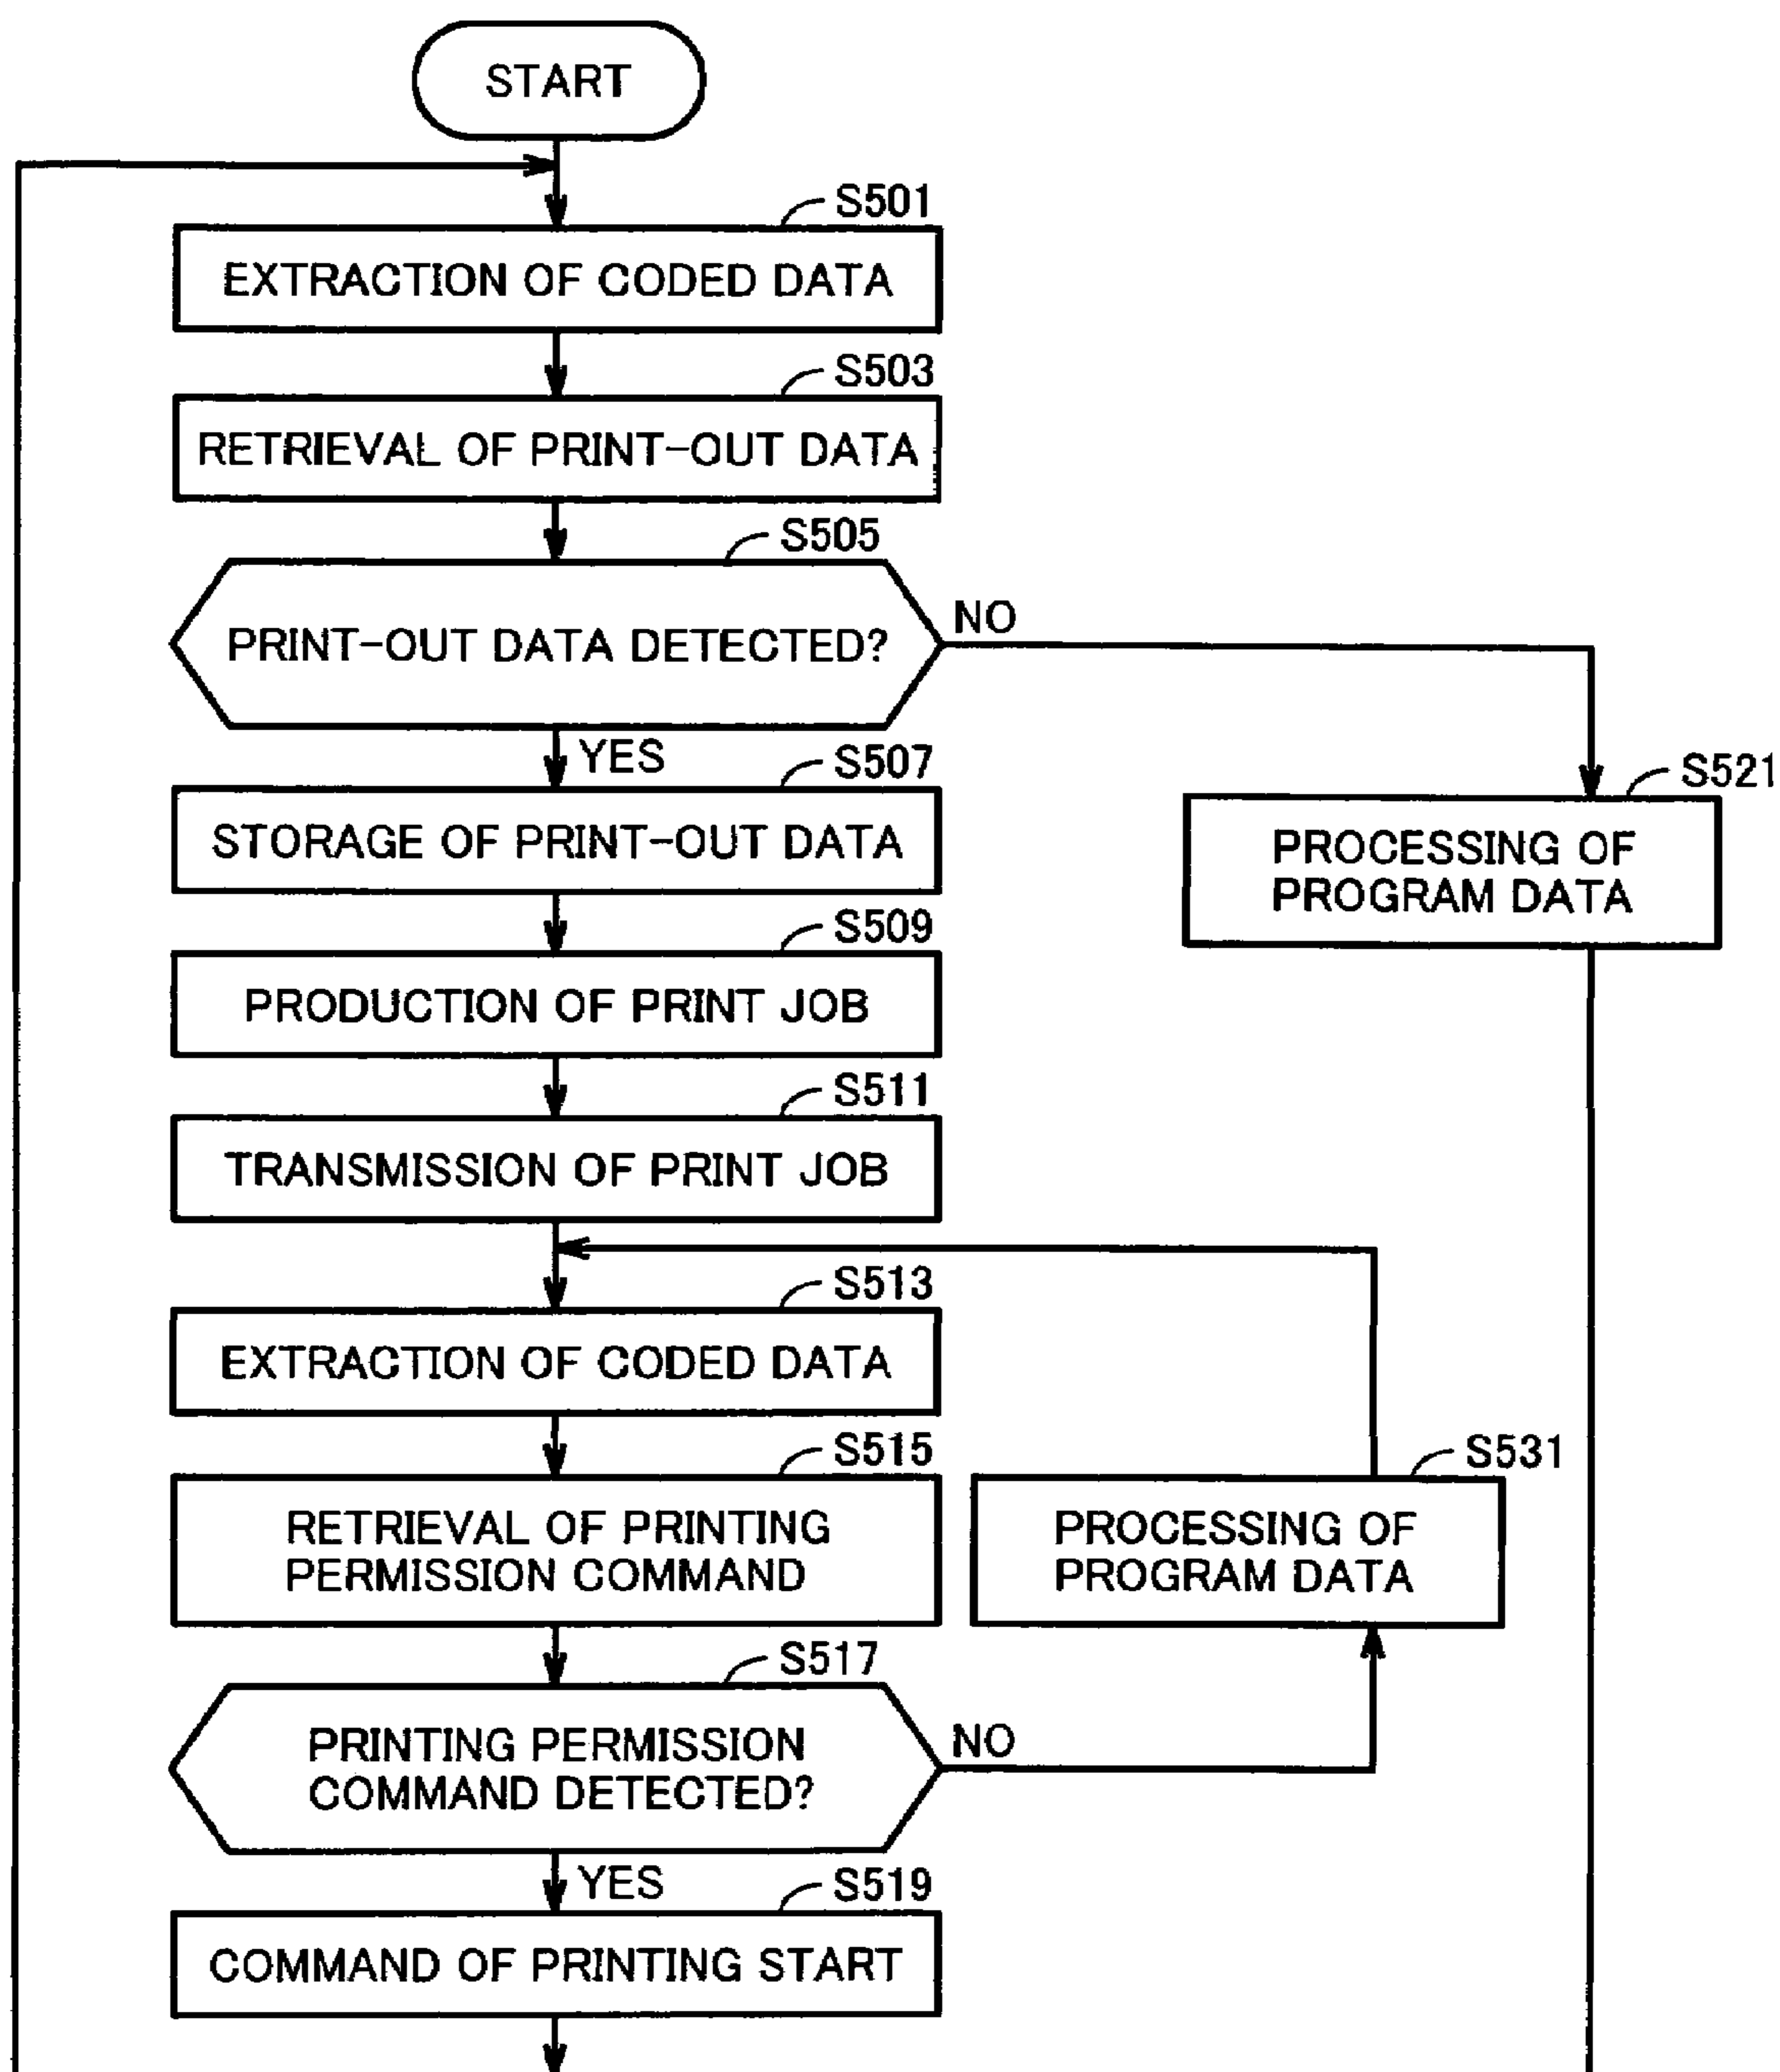 START
S501
EXTRACTION OF CODED DATA
S503
RETRIEVAL OF PRINT-OUT DATA
S505
PRINT-OUT DATA DETECTED?
NO
YES
S507
STORAGE OF PRINT-OUT DATA
S521
PROCESSING OF
PROGRAM DATA
S509
PRODUCTION OF PRINT JOB
S511
TRANSMISSION OF PRINT JOB
S513
EXTRACTION OF CODED DATA
S515
RETRIEVAL OF PRINTING
PERMISSION COMMAND
S531
PROCESSING OF
PROGRAM DATA
S517
PRINTING PERMISSION
COMMAND DETECTED?
NO
YES
S519
COMMAND OF PRINTING START